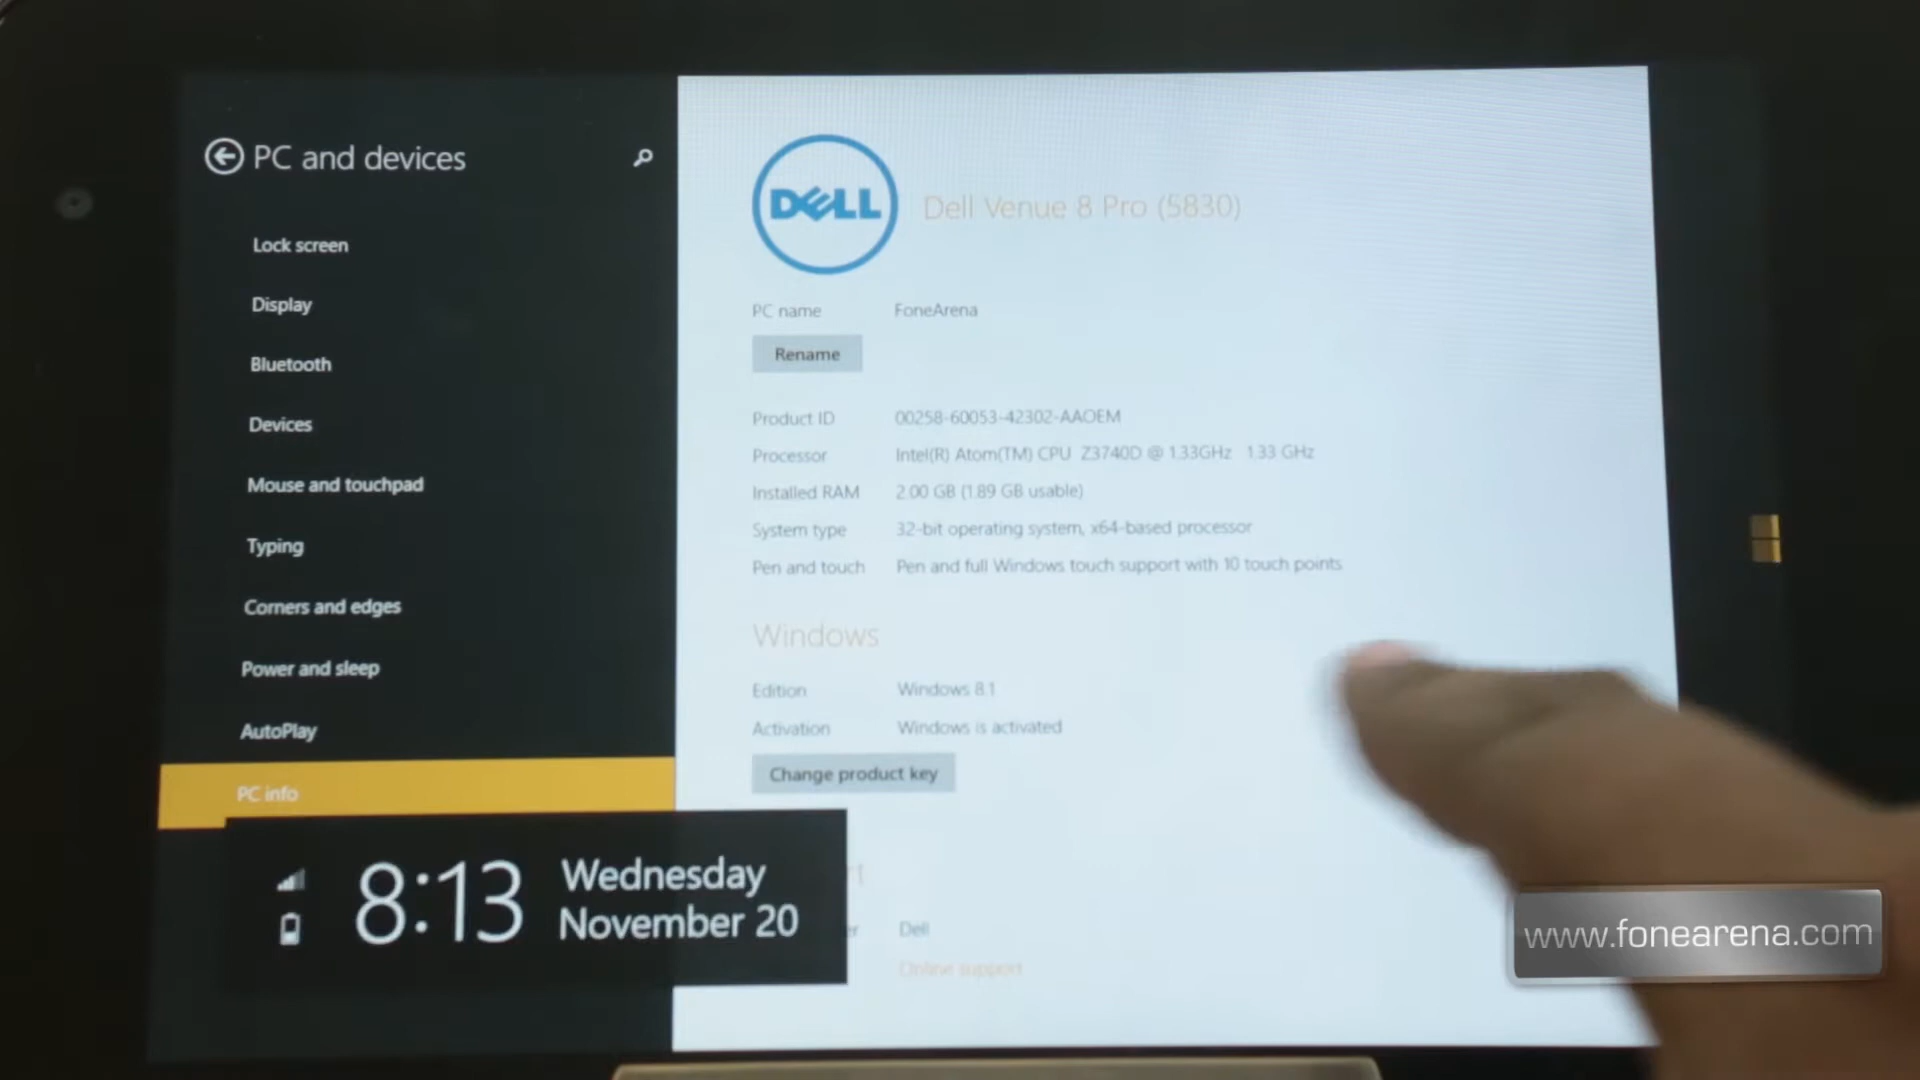 PC and devices
Lock screen
Display
Bluetooth
Devices
Mouse and touchpad
Typing
Corners and edges
Power and sleep
AutoPlay
PC info
8:13
Wednesday
November 20
DELL
Dell Venue 8 Pro (5830)
PC name FoneArena
Rename
Product ID 00258-60053-42302-AAOEM
Processor Intel(R) Atom(TM) CPU Z3740D @ 1.33GHz 1.33 GHz
Installed RAM 2.00 GB (1.89 GB usable)
System type 32-bit operating system, x64-based processor
Pen and touch Pen and full Windows touch support with 10 touch points
Windows
Edition Windows 8.1
Activation Windows is activated
Change product key
Dell
Online support
www.fonearena.com